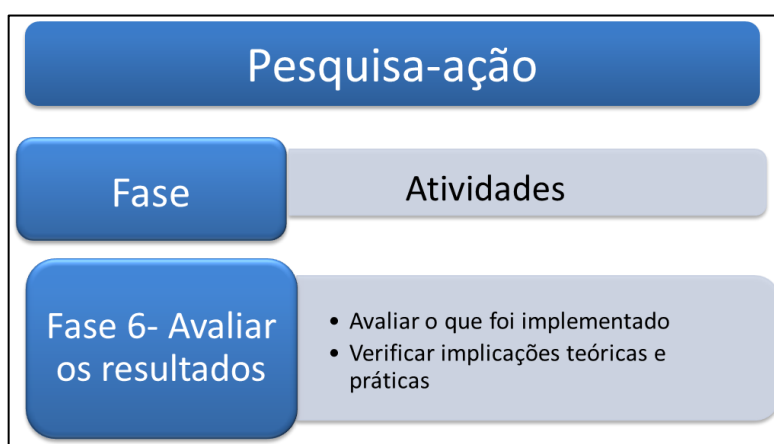 Pesquisa-ação
Fase
Atividades
Fase 6- Avaliar
os resultados
• Avaliar o que foi implementado
• Verificar implicações teóricas e
práticas